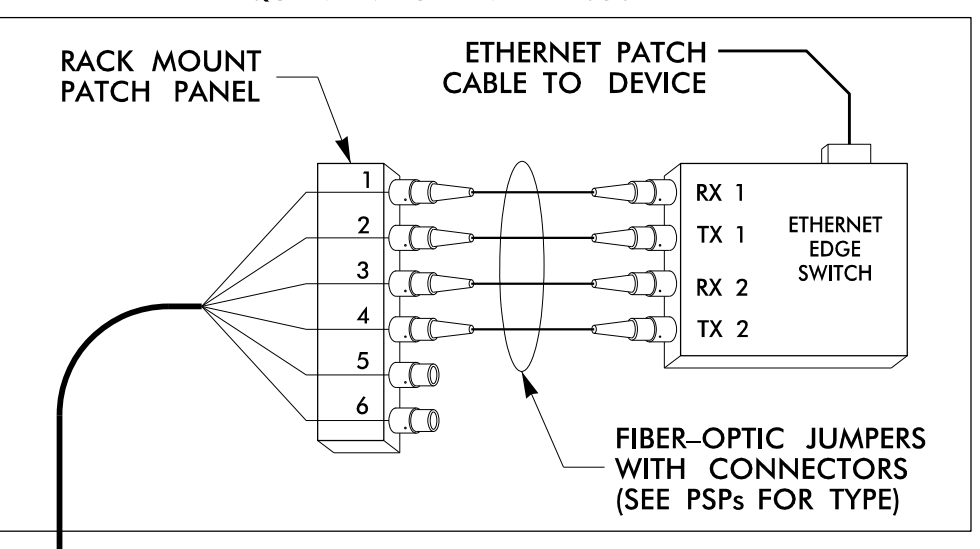 RACK MOUNT
PATCH PANEL
ETHERNET PATCH
CABLE TO DEVICE
1
2
3
4
5
6
RX 1
TX 1
RX 2
TX 2
ETHERNET
EDGE
SWITCH
FIBER–OPTIC JUMPERS
WITH CONNECTORS
(SEE PSPs FOR TYPE)